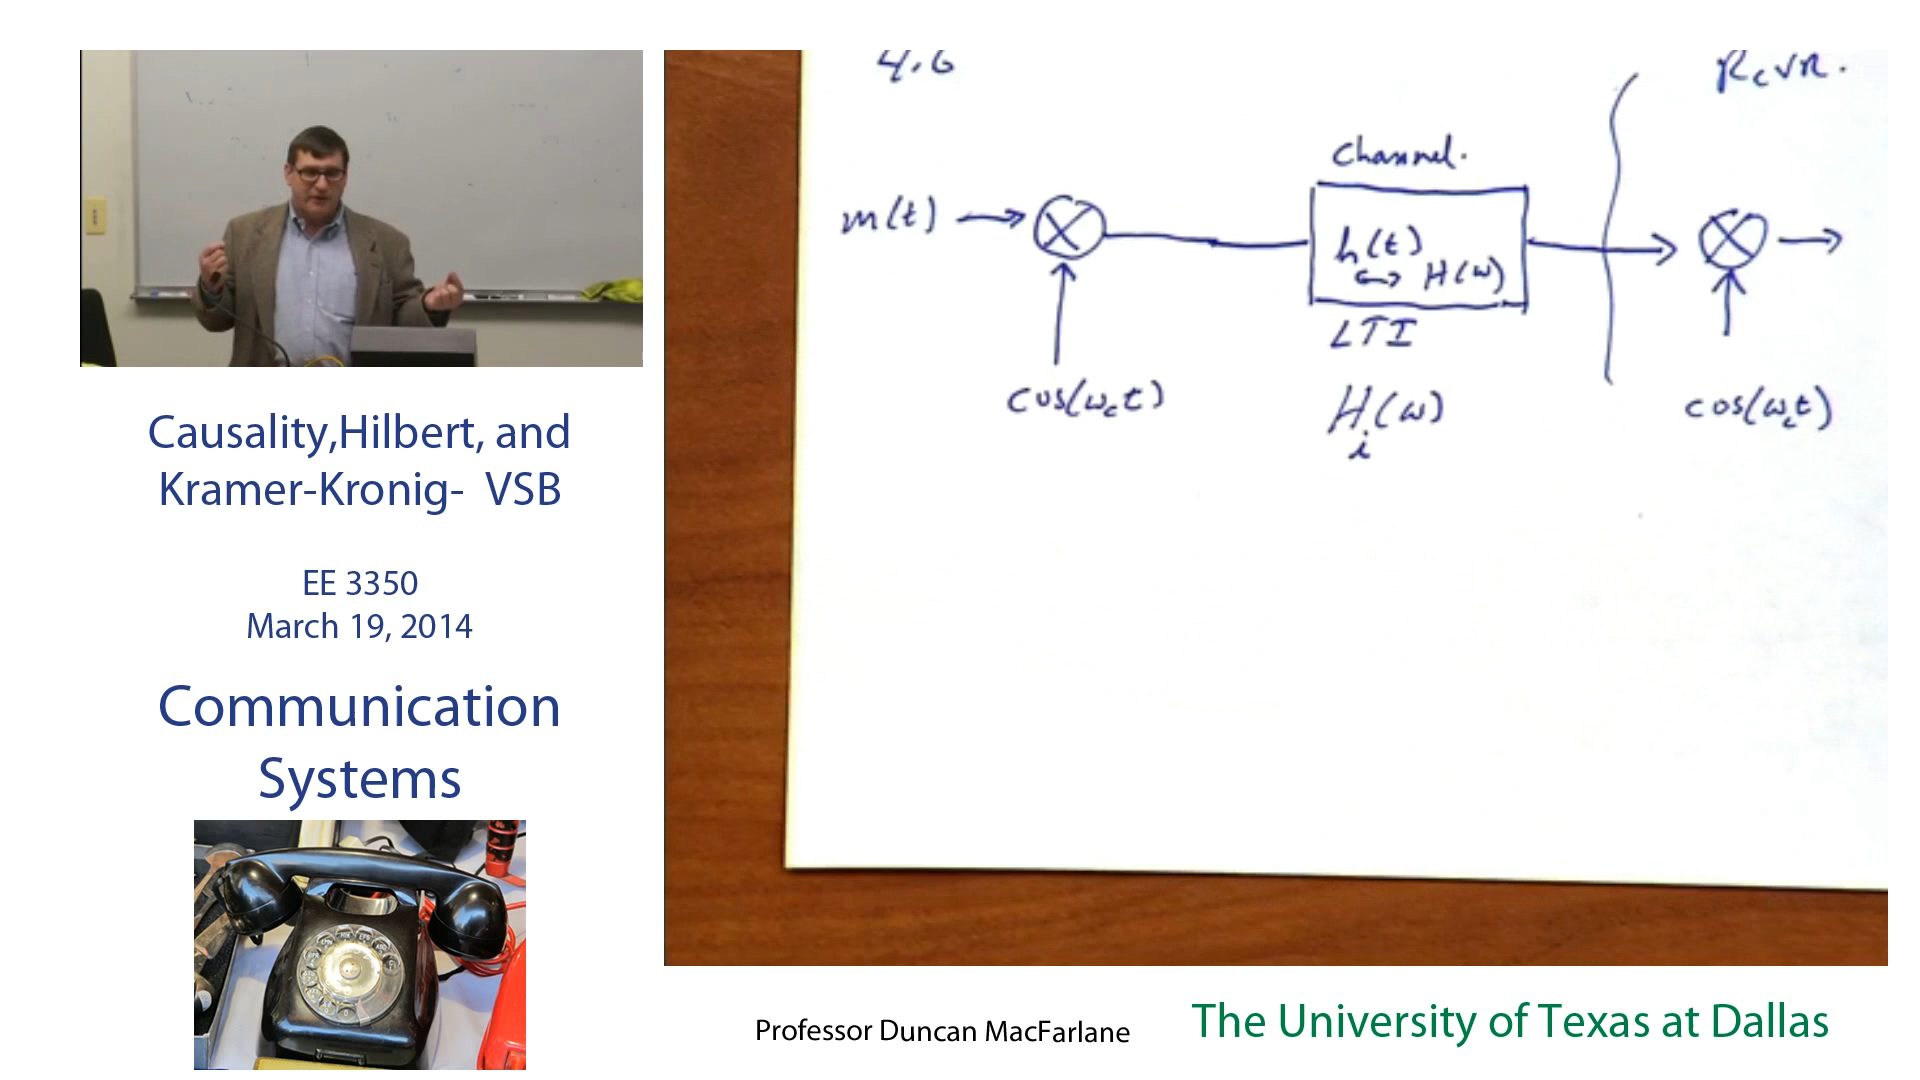 Causality,Hilbert, and
Kramer-Kronig- VSB
EE 3350
March 19, 2014
Communication
Systems
4.6
Rcvr.
Channel.
m(t)
h(t)
↔ H(ω)
LTI
cos(ωct)
Hi(ω)
cos(ωct)
Professor Duncan MacFarlane
The University of Texas at Dallas